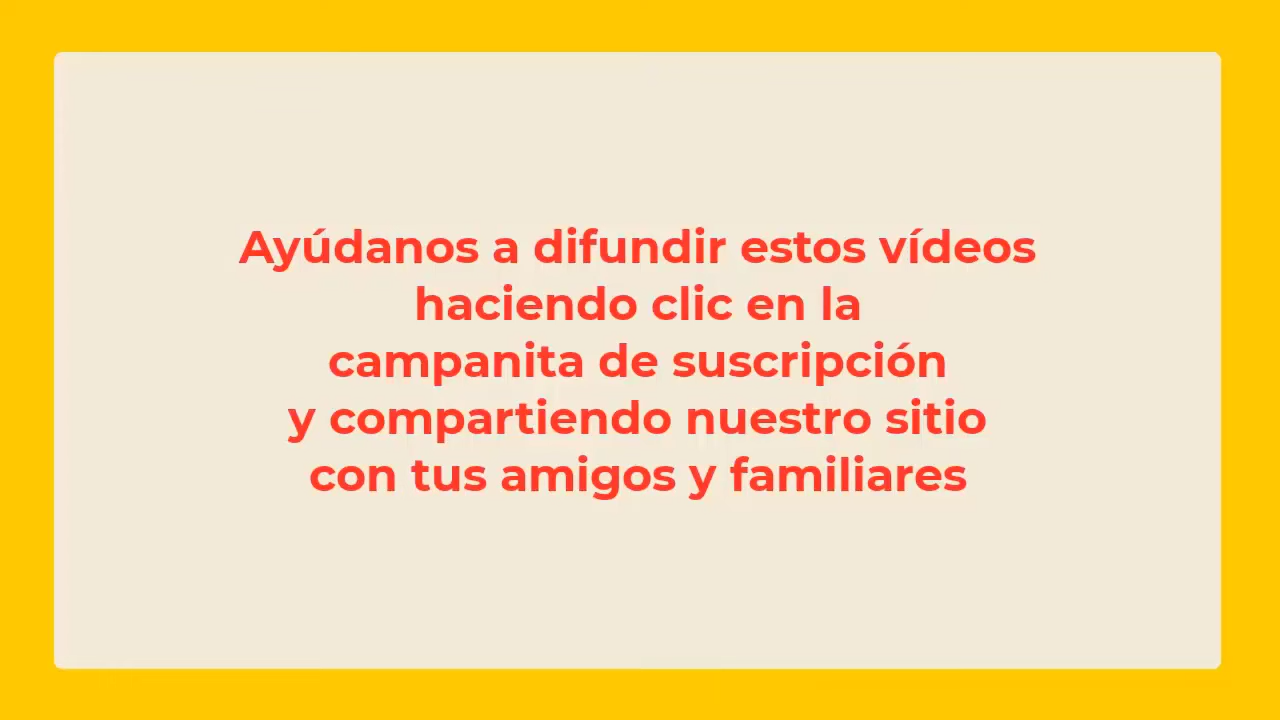 Ayúdanos a difundir estos vídeos
haciendo clic en la
campanita de suscripción
y compartiendo nuestro sitio
con tus amigos y familiares